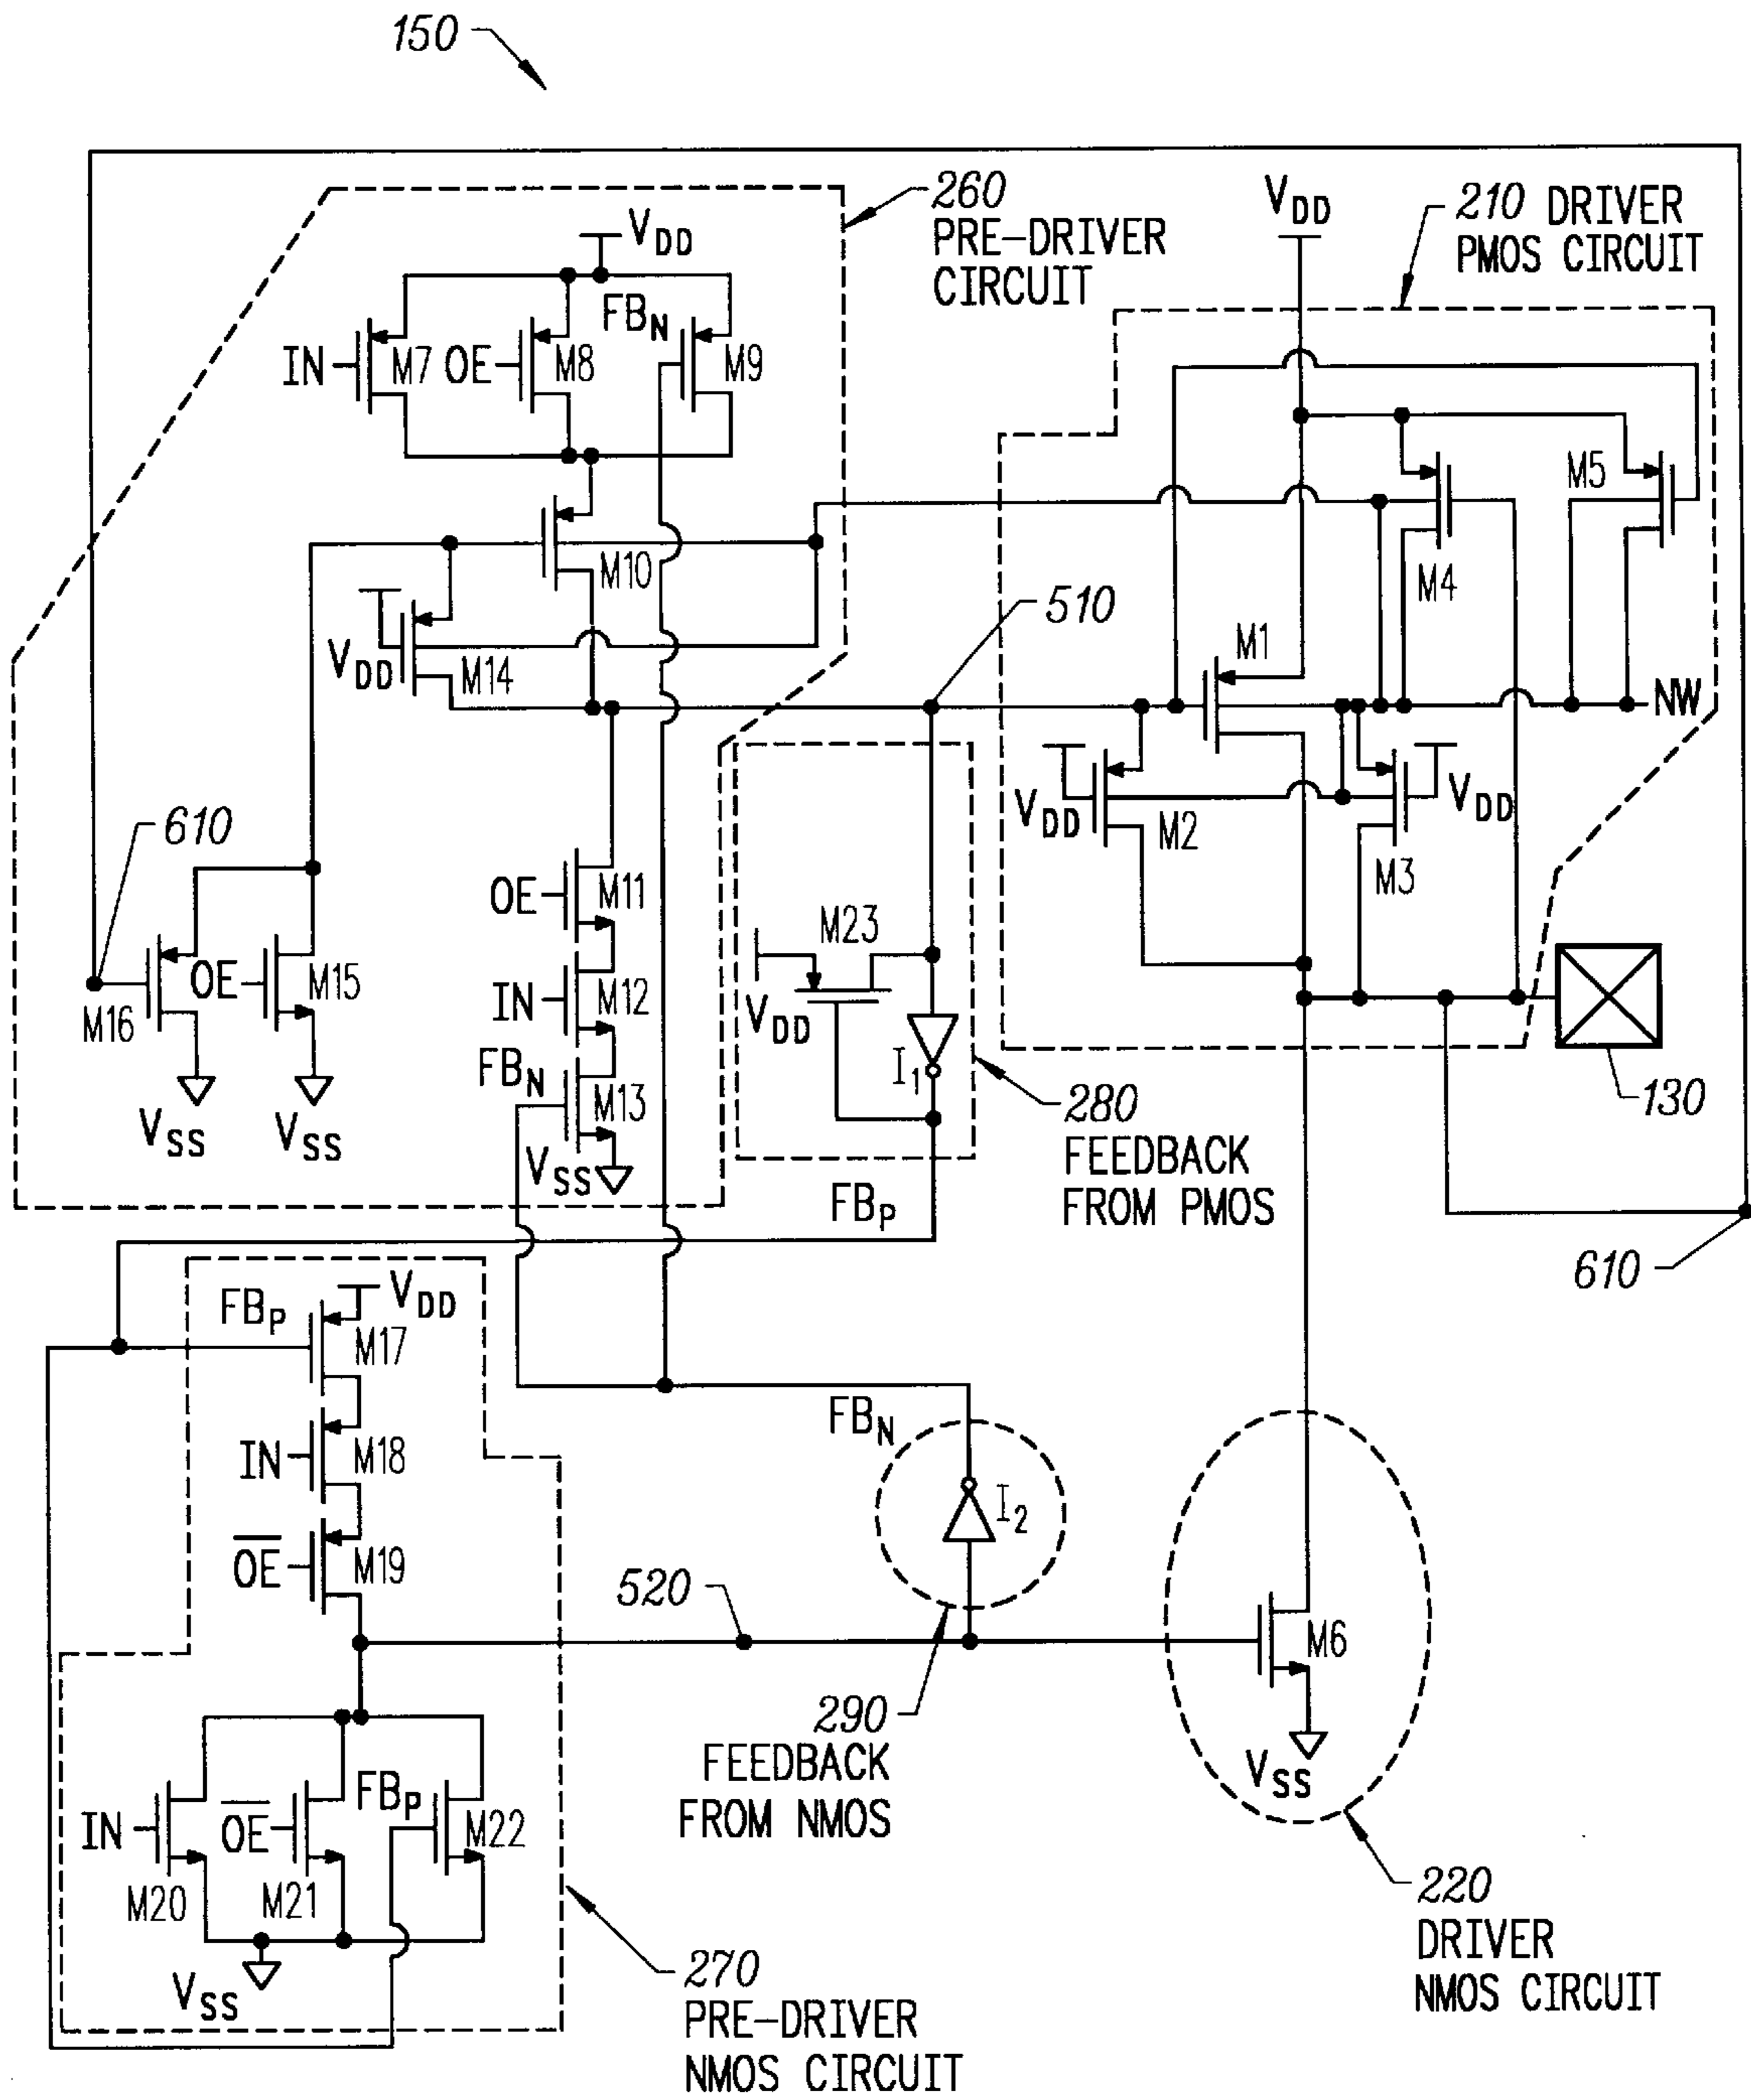 150
260
PRE-DRIVER
CIRCUIT
VDD
210 DRIVER
PMOS CIRCUIT
VDD
FBN
IN
M7
OE
M8
M9
M5
M10
M4
510
VDD
M14
M1
NW
VDD
M2
VDD
M3
610
OE
M11
M23
M16
OE
M15
IN
M12
VDD
FBN
I1
M13
280
FEEDBACK
FROM PMOS
130
VSS
VSS
VSS
FBP
610
FBP
VDD
M17
FBN
IN
M18
I2
OE
M19
520
M6
290
FEEDBACK
FROM NMOS
VSS
IN
OE
FBP
M22
M20
M21
220
DRIVER
NMOS CIRCUIT
VSS
270
PRE-DRIVER
NMOS CIRCUIT